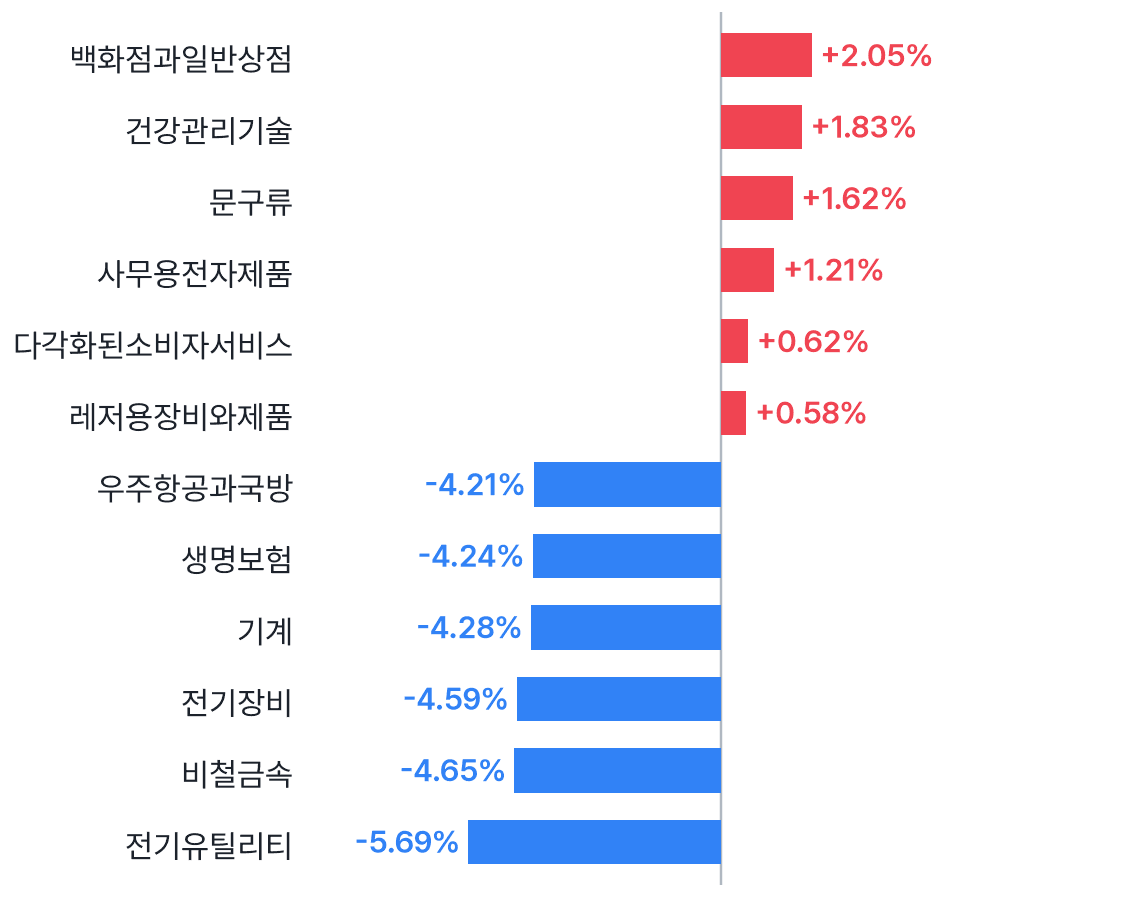 백화점과일반상점 +2.05%
건강관리기술 +1.83%
문구류 +1.62%
사무용전자제품 +1.21%
다각화된소비자서비스 +0.62%
레저용장비와제품 +0.58%
우주항공과국방 -4.21%
생명보험 -4.24%
기계 -4.28%
전기장비 -4.59%
비철금속 -4.65%
전기유틸리티 -5.69%